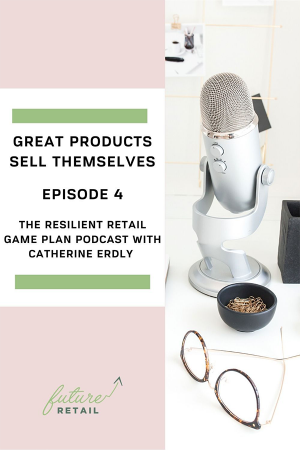 GREAT PRODUCTS
SELL THEMSELVES
EPISODE 4
THE RESILIENT RETAIL
GAME PLAN PODCAST WITH
CATHERINE ERDLY
future
RETAIL